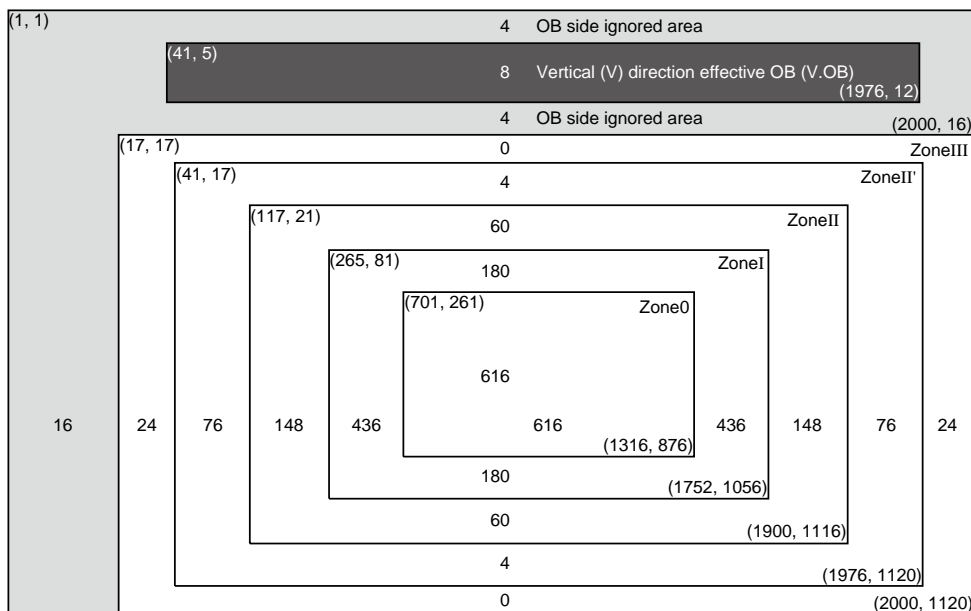 (1, 1)
4 OB side ignored area
(41, 5)
8 Vertical (V) direction effective OB (V.OB)
(1976, 12)
4 OB side ignored area
(2000, 16)
(17, 17)
0
ZoneIII
(41, 17)
4
ZoneII'
(117, 21)
60
ZoneII
(265, 81)
180
ZoneI
(701, 261)
Zone0
616
16 24 76 148 436 616 436 148 76 24
(1316, 876)
180
(1752, 1056)
60
(1900, 1116)
4
(1976, 1120)
0
(2000, 1120)